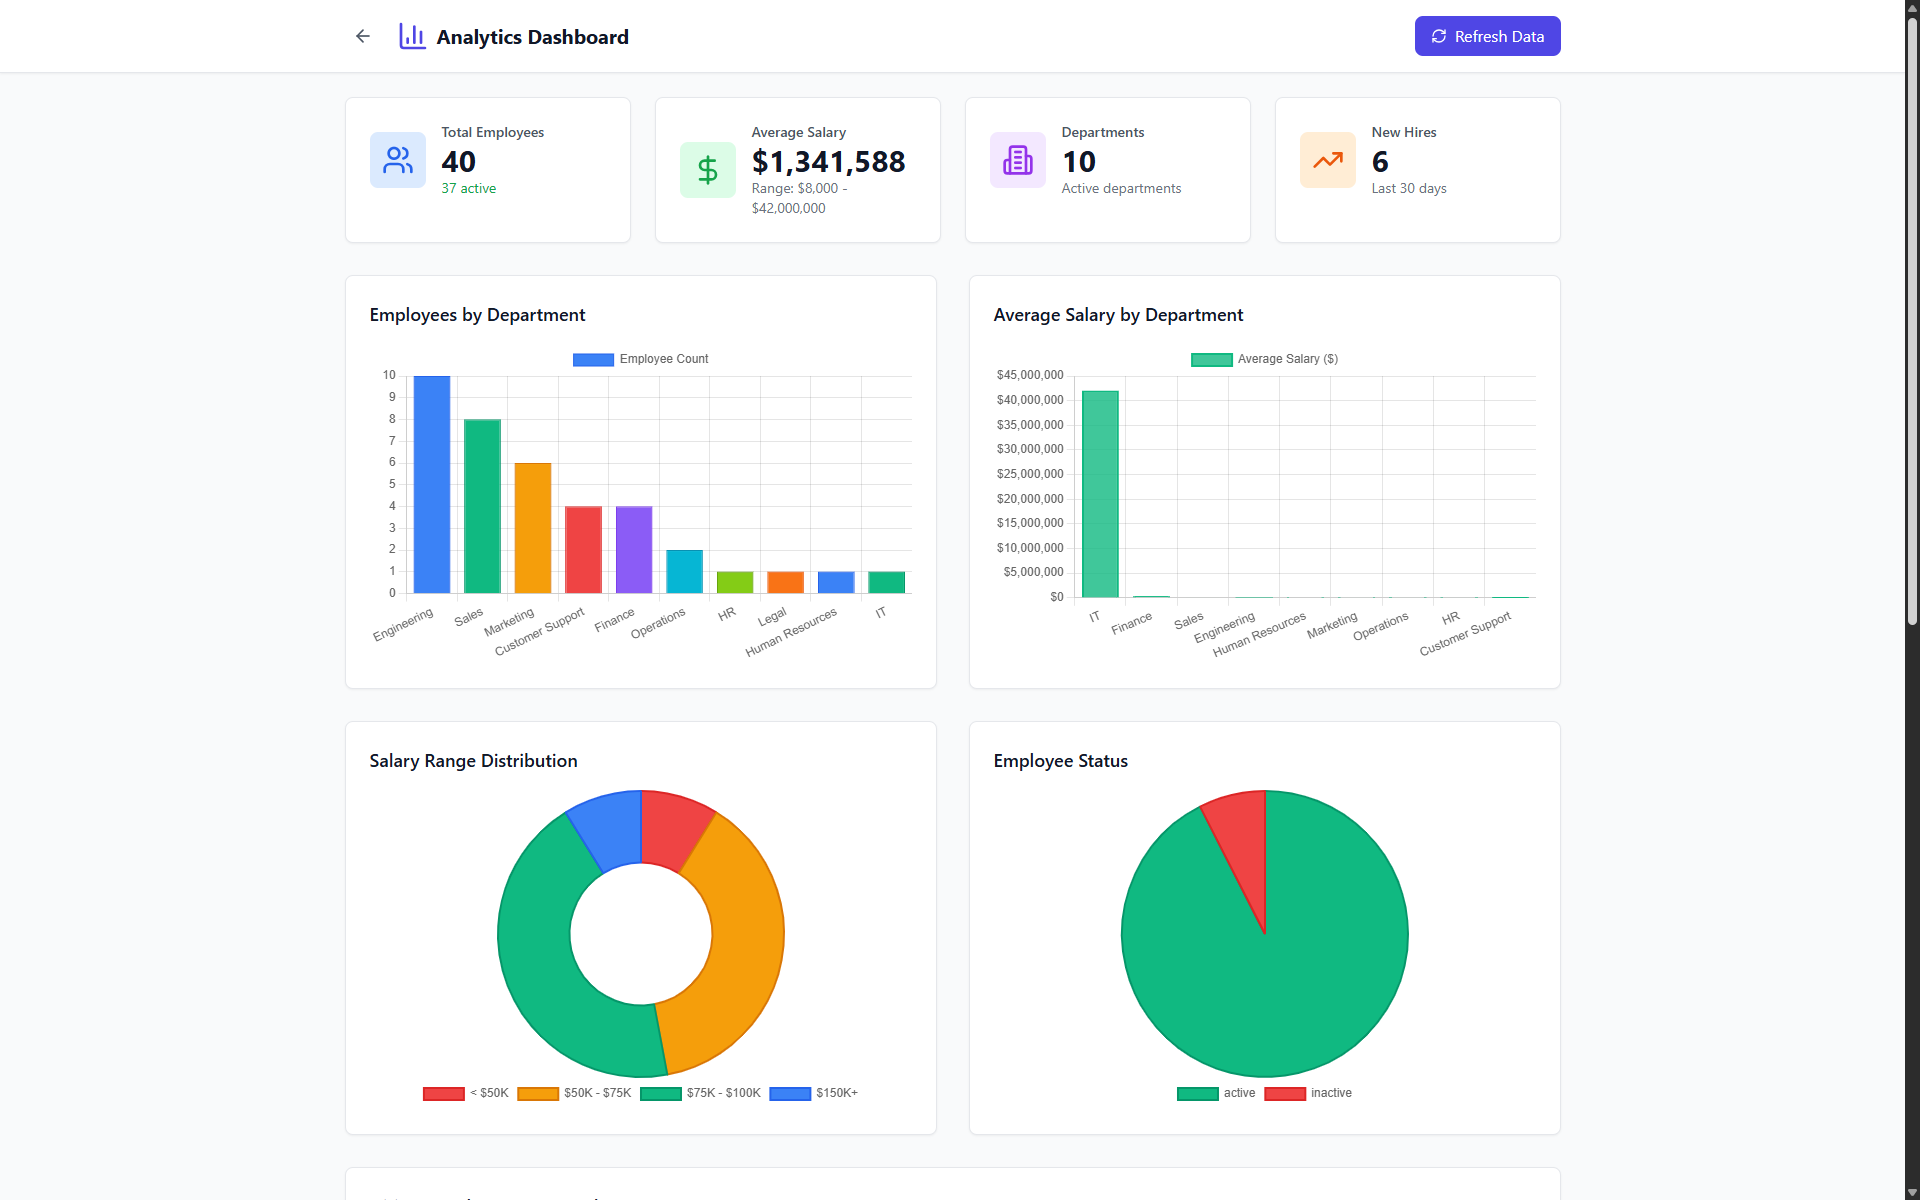 Analytics Dashboard
Refresh Data
Total Employees
40
37 active
Average Salary
$1,341,588
Range: $8,000 -
$42,000,000
Departments
10
Active departments
New Hires
6
Last 30 days
Employees by Department
Employee Count
10
9
8
7
6
5
4
3
2
1
0
Engineering
Sales
Marketing
Customer Support
Finance
Operations
HR
Legal
Human Resources
IT
Average Salary by Department
Average Salary ($)
$45,000,000
$40,000,000
$35,000,000
$30,000,000
$25,000,000
$20,000,000
$15,000,000
$10,000,000
$5,000,000
$0
IT
Finance
Sales
Engineering
Human Resources
Marketing
Operations
HR
Customer Support
Salary Range Distribution
< $50K
$50K - $75K
$75K - $100K
$150K+
Employee Status
active
inactive